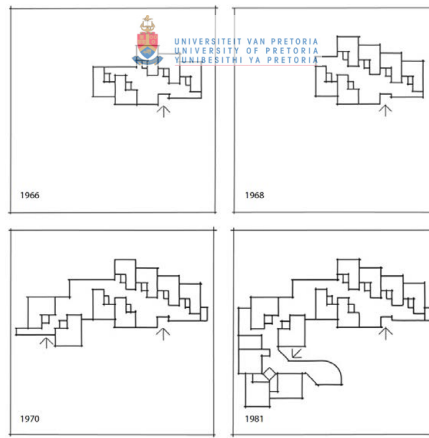 UNIVERSITEIT VAN PRETORIA
UNIVERSITY OF PRETORIA
YUNIBESITHI YA PRETORIA
1966
1968
1970
1981